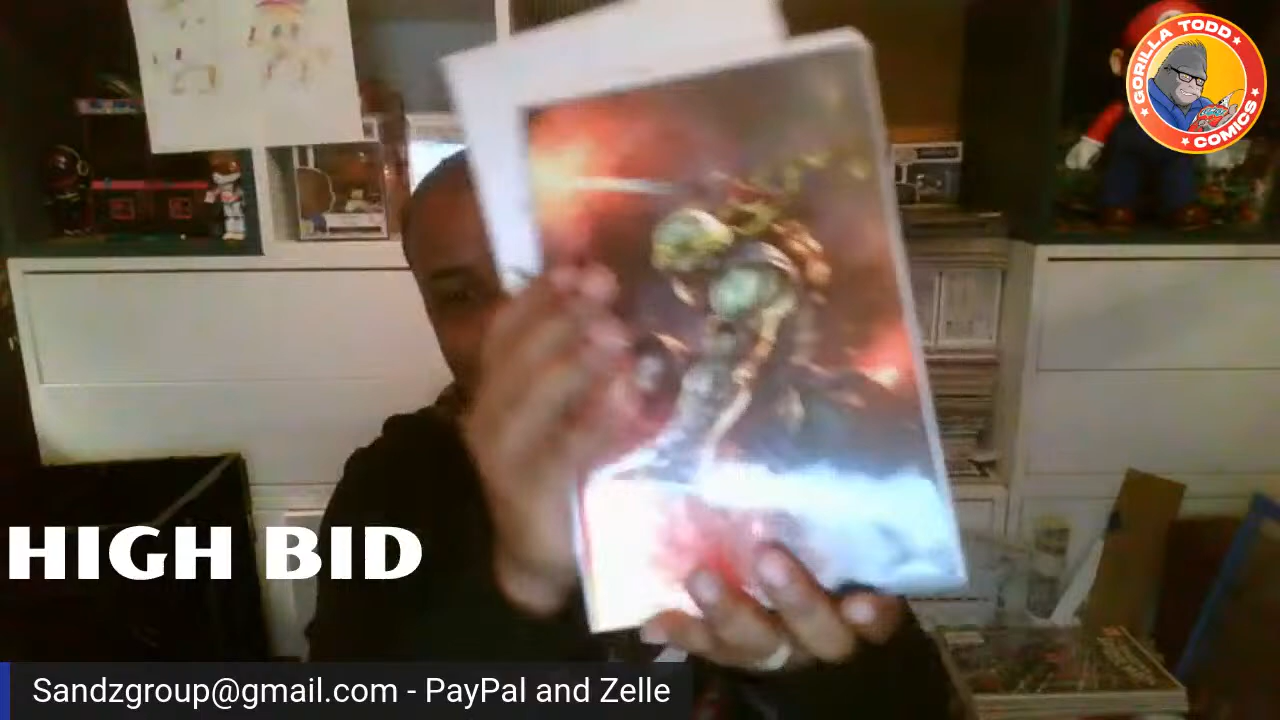 GORILLA TODD
COMICS
HIGH BID
Sandzgroup@gmail.com - PayPal and Zelle